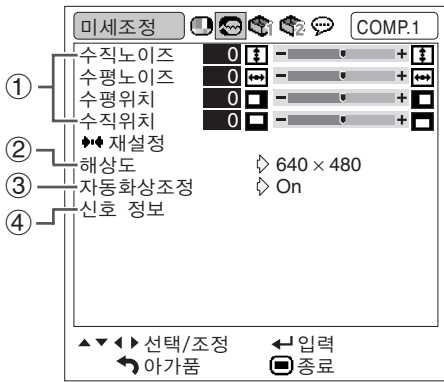 미세조정 COMP.1
① 수직노이즈 0 − +
수평노이즈 0 − +
수평위치 0 − +
수직위치 0 − +
재설정
② 해상도 640 × 480
③ 자동화상조정 On
④ 신호 정보
선택/조정 입력
아가품 종료